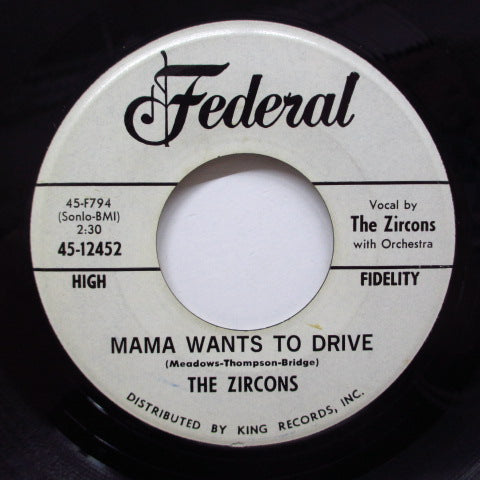 Federal
45-F794
(Sonlo-BMI)
2:30
45-12452
Vocal by
The Zircons
with Orchestra
HIGH FIDELITY
MAMA WANTS TO DRIVE
(Meadows-Thompson-Bridge)
THE ZIRCONS
DISTRIBUTED BY KING RECORDS, INC.